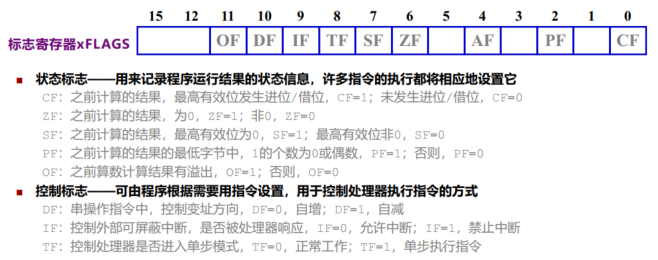 15 12 11 10 9 8 7 6 5 4 3 2 1 0
标志寄存器xFLAGS OF DF IF TF SF ZF AF PF CF
■ 状态标志——用来记录程序运行结果的状态信息，许多指令的执行都将相应地设置它
CF：之前计算的结果，最高有效位发生进位/借位，CF=1；未发生进位/借位，CF=0
ZF：之前计算的结果，为0，ZF=1；非0，ZF=0
SF：之前计算的结果，最高有效位为0，SF=1；最高有效位非0，SF=0
PF：之前计算的结果的最低字节中，1的个数为0或偶数，PF=1；否则，PF=0
OF：之前算数计算结果有溢出，OF=1；否则，OF=0
■ 控制标志——可由程序根据需要用指令设置，用于控制处理器执行指令的方式
DF：串操作指令中，控制变址方向，DF=0，自增；DF=1，自减
IF：控制外部可屏蔽中断，是否被处理器响应，IF=0，允许中断；IF=1，禁止中断
TF：控制处理器是否进入单步模式，TF=0，正常工作；TF=1，单步执行指令